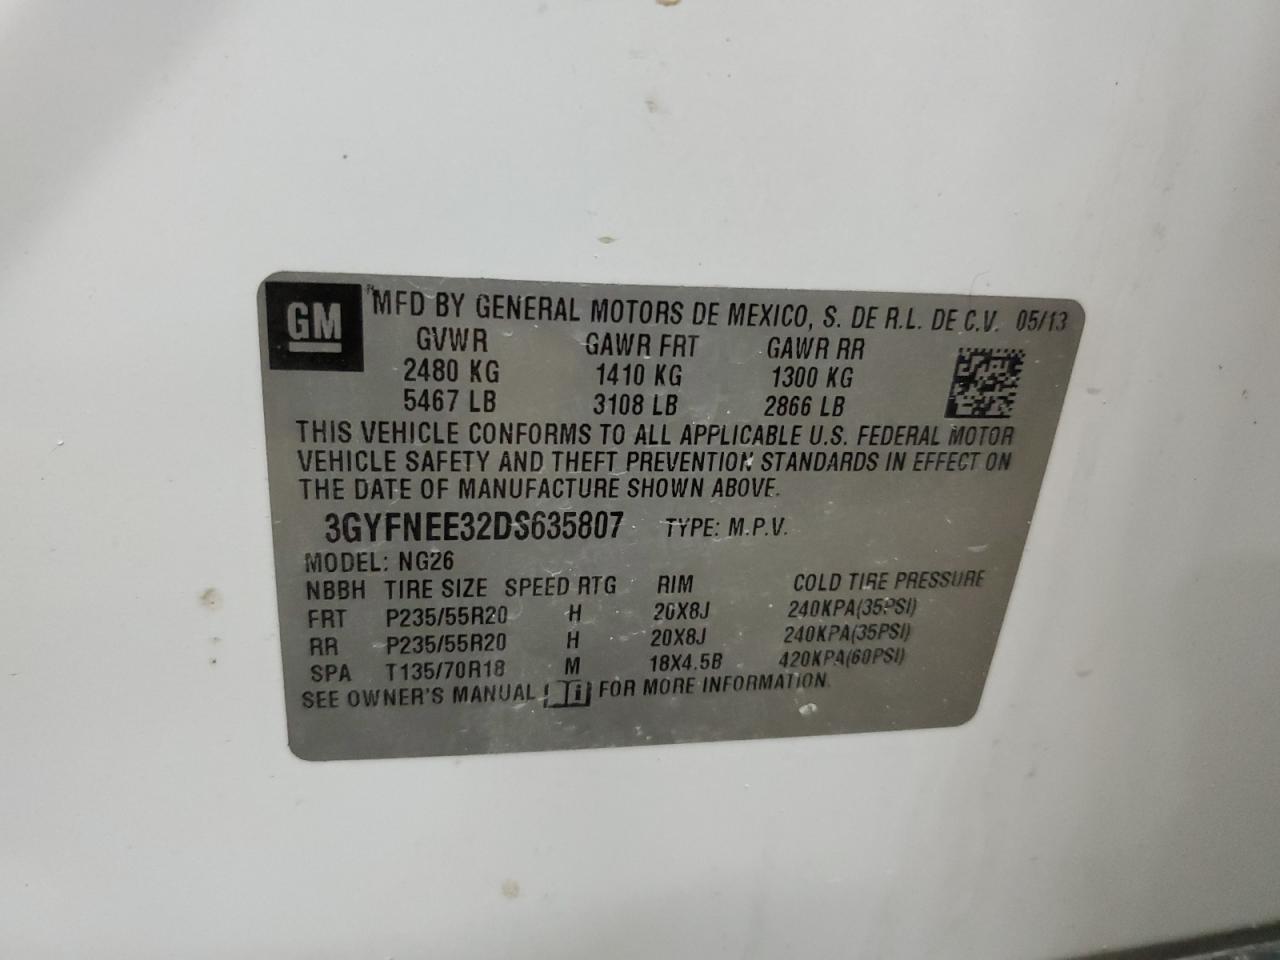 GM
MFD BY GENERAL MOTORS DE MEXICO, S. DE R.L. DE C.V. 05/13
GVWR GAWR FRT GAWR RR
2480 KG 1410 KG 1300 KG
5467 LB 3108 LB 2866 LB
THIS VEHICLE CONFORMS TO ALL APPLICABLE U.S. FEDERAL MOTOR
VEHICLE SAFETY AND THEFT PREVENTION STANDARDS IN EFFECT ON
THE DATE OF MANUFACTURE SHOWN ABOVE.
3GYFNEE32DS635807 TYPE: M.P.V.
MODEL: NG26
NBBH TIRE SIZE SPEED RTG RIM COLD TIRE PRESSURE
FRT P235/55R20 H 20X8J 240KPA(35PSI)
RR P235/55R20 H 20X8J 240KPA(35PSI)
SPA T135/70R18 M 18X4.5B 420KPA(60PSI)
SEE OWNER'S MANUAL i FOR MORE INFORMATION.